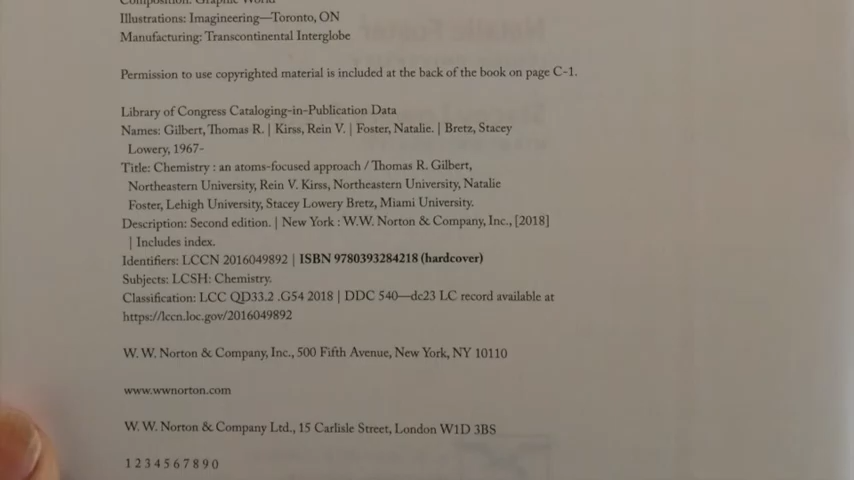 Composition: Graphic World
Illustrations: Imagineering—Toronto, ON
Manufacturing: Transcontinental Interglobe
Permission to use copyrighted material is included at the back of the book on page C-1.
Library of Congress Cataloging-in-Publication Data
Names: Gilbert, Thomas R. | Kirss, Rein V. | Foster, Natalie. | Bretz, Stacey
Lowery, 1967-
Title: Chemistry : an atoms-focused approach / Thomas R. Gilbert,
Northeastern University, Rein V. Kirss, Northeastern University, Natalie
Foster, Lehigh University, Stacey Lowery Bretz, Miami University.
Description: Second edition. | New York : W.W. Norton & Company, Inc., [2018]
| Includes index.
Identifiers: LCCN 2016049892 | ISBN 9780393284218 (hardcover)
Subjects: LCSH: Chemistry.
Classification: LCC QD33.2 .G54 2018 | DDC 540—dc23 LC record available at
https://lccn.loc.gov/2016049892
W. W. Norton & Company, Inc., 500 Fifth Avenue, New York, NY 10110
www.wwnorton.com
W. W. Norton & Company Ltd., 15 Carlisle Street, London W1D 3BS
1 2 3 4 5 6 7 8 9 0